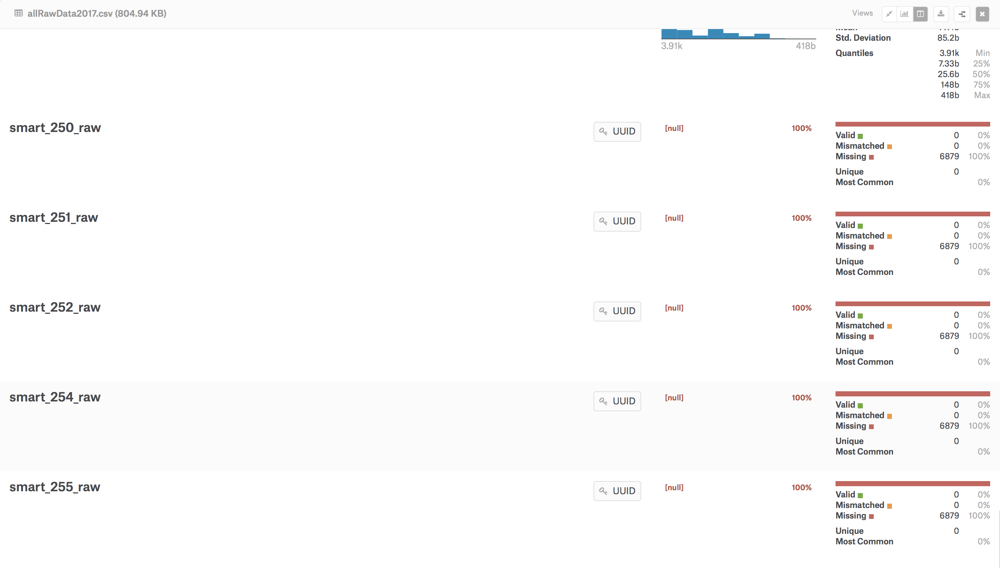 allRawData2017.csv (804.94 KB)
Views
Std. Deviation 85.2b
3.91k 418b
Quantiles 3.91k Min
7.33b 25%
25.6b 50%
148b 75%
418b Max
smart_250_raw UUID [null] 100%
Valid 0 0%
Mismatched 0 0%
Missing 6879 100%
Unique 0
Most Common 0%
smart_251_raw UUID [null] 100%
Valid 0 0%
Mismatched 0 0%
Missing 6879 100%
Unique 0
Most Common 0%
smart_252_raw UUID [null] 100%
Valid 0 0%
Mismatched 0 0%
Missing 6879 100%
Unique 0
Most Common 0%
smart_254_raw UUID [null] 100%
Valid 0 0%
Mismatched 0 0%
Missing 6879 100%
Unique 0
Most Common 0%
smart_255_raw UUID [null] 100%
Valid 0 0%
Mismatched 0 0%
Missing 6879 100%
Unique 0
Most Common 0%